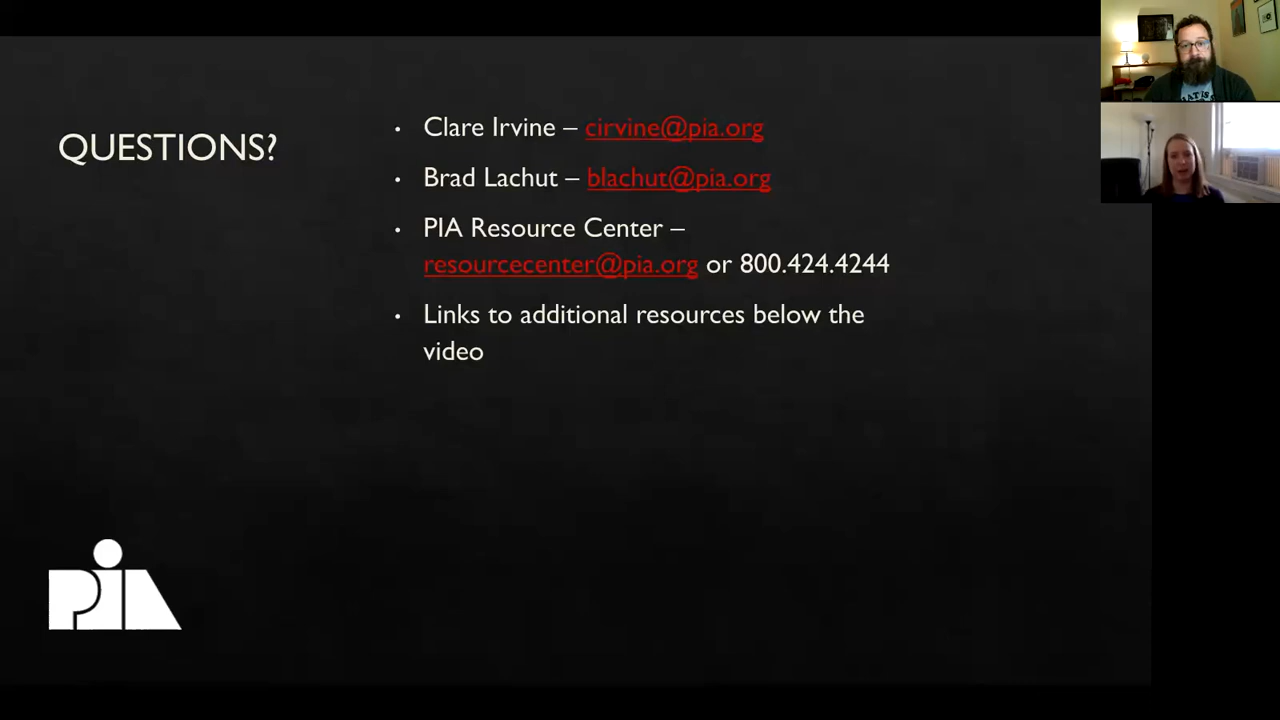 QUESTIONS?
• Clare Irvine – cirvine@pia.org
• Brad Lachut – blachut@pia.org
• PIA Resource Center –
resourcecenter@pia.org or 800.424.4244
• Links to additional resources below the
video
PIA